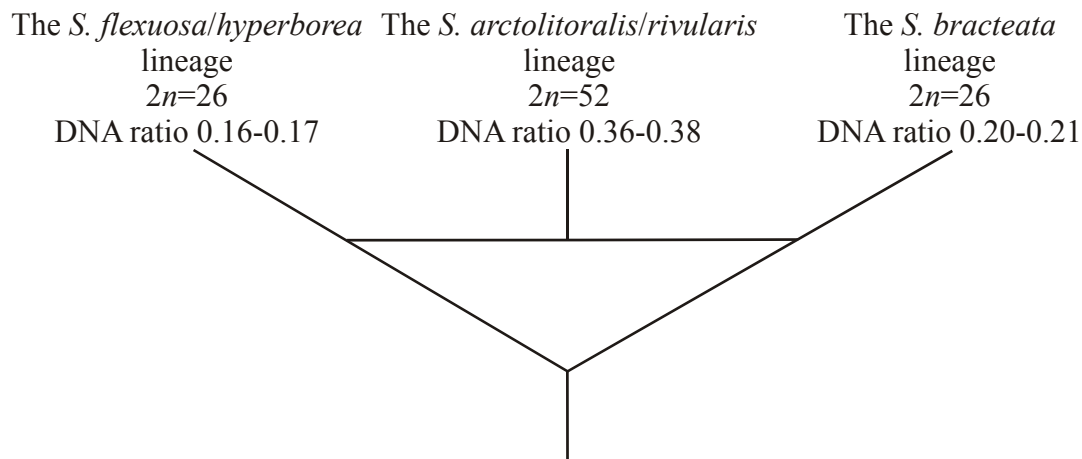 The S. flexuosa/hyperborea
lineage
2n=26
DNA ratio 0.16-0.17
The S. arctolitoralis/rivularis
lineage
2n=52
DNA ratio 0.36-0.38
The S. bracteata
lineage
2n=26
DNA ratio 0.20-0.21